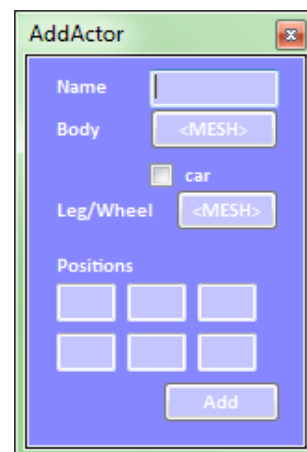 AddActor
Name
Body <MESH>
car
Leg/Wheel <MESH>
Positions
Add